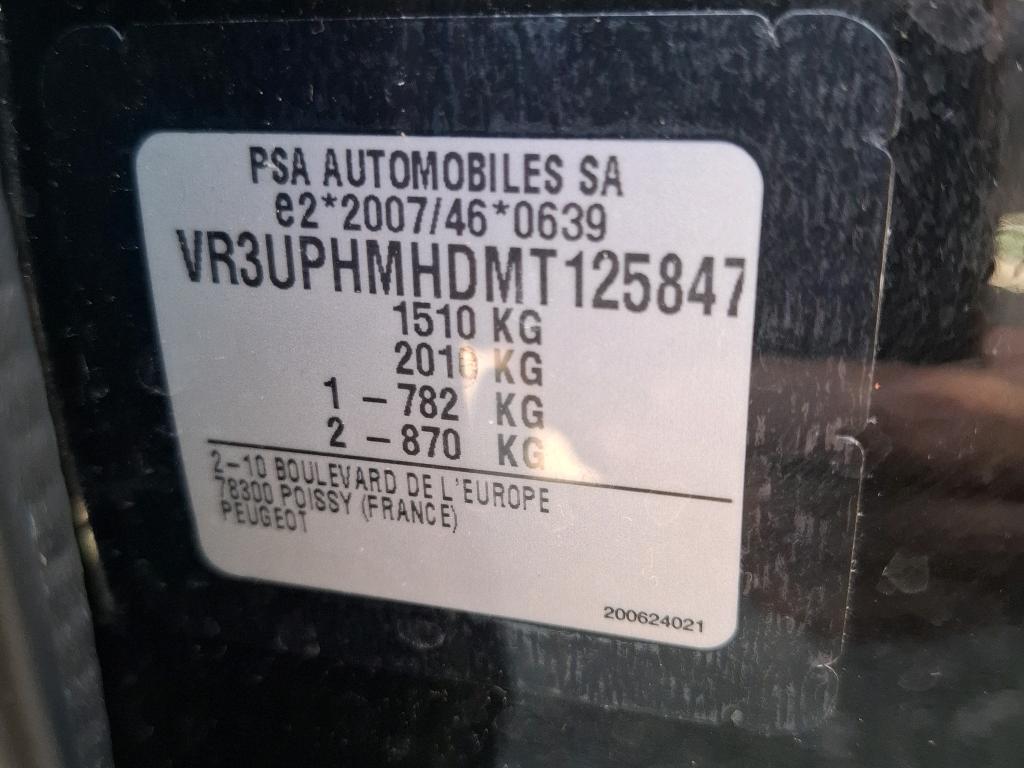 PSA AUTOMOBILES SA
e2*2007/46*0639
VR3UPHMHDMT125847
1510 KG
2010 KG
1 - 782 KG
2 - 870 KG
2-10 BOULEVARD DE L'EUROPE
78300 POISSY (FRANCE)
PEUGEOT
200624021